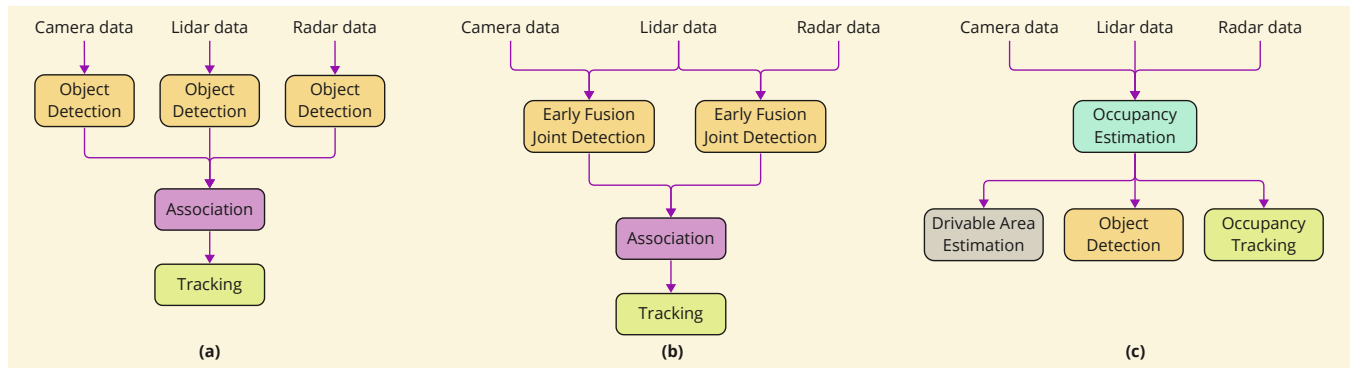 Camera data
Lidar data
Radar data
Object
Detection
Object
Detection
Object
Detection
Association
Tracking
(a)
Camera data
Lidar data
Radar data
Early Fusion
Joint Detection
Early Fusion
Joint Detection
Association
Tracking
(b)
Camera data
Lidar data
Radar data
Occupancy
Estimation
Drivable Area
Estimation
Object
Detection
Occupancy
Tracking
(c)